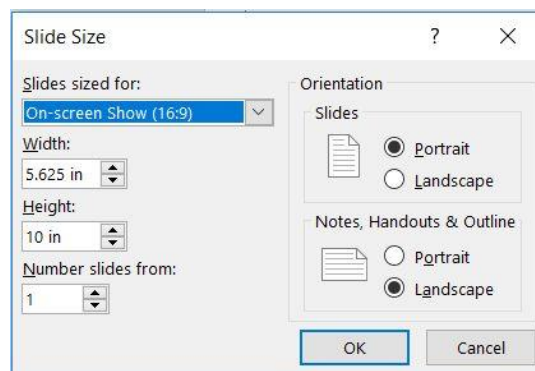 Slide Size
?
Slides sized for:
On-screen Show (16:9)
Width:
5.625 in
Height:
10 in
Number slides from:
1
Orientation
Slides
Portrait
Landscape
Notes, Handouts & Outline
Portrait
Landscape
OK
Cancel